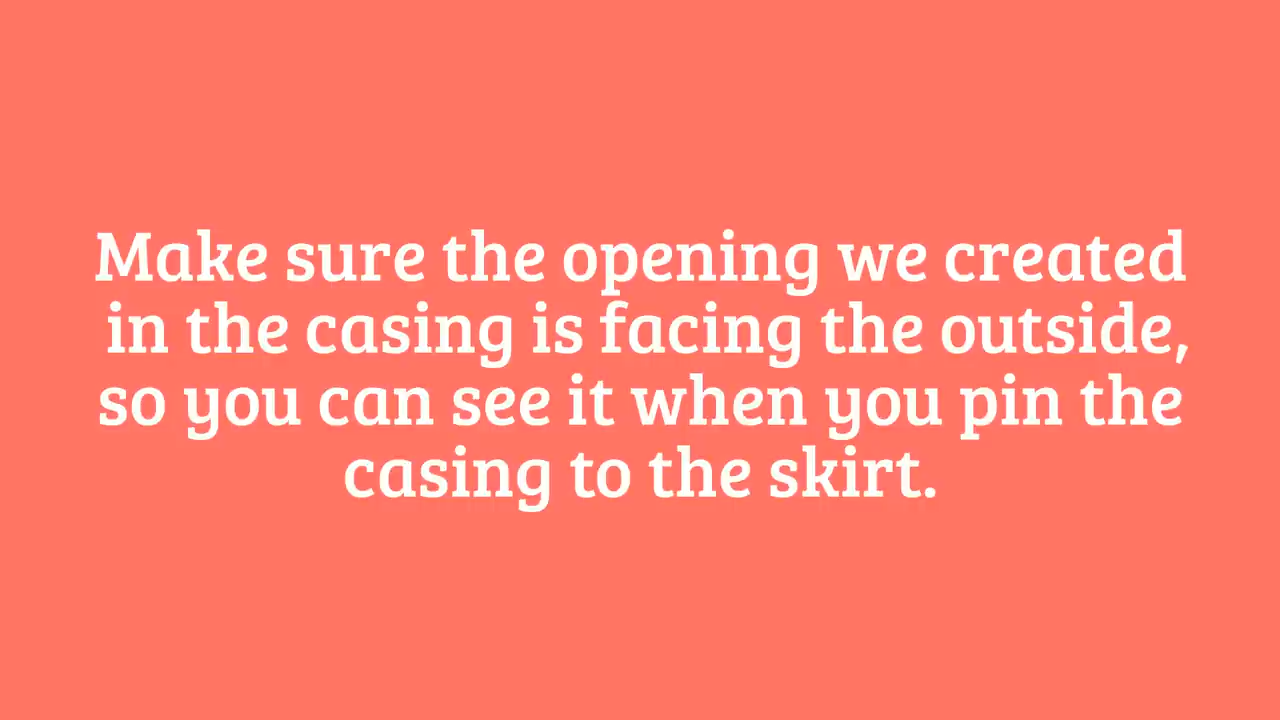 Make sure the opening we created
in the casing is facing the outside,
so you can see it when you pin the
casing to the skirt.